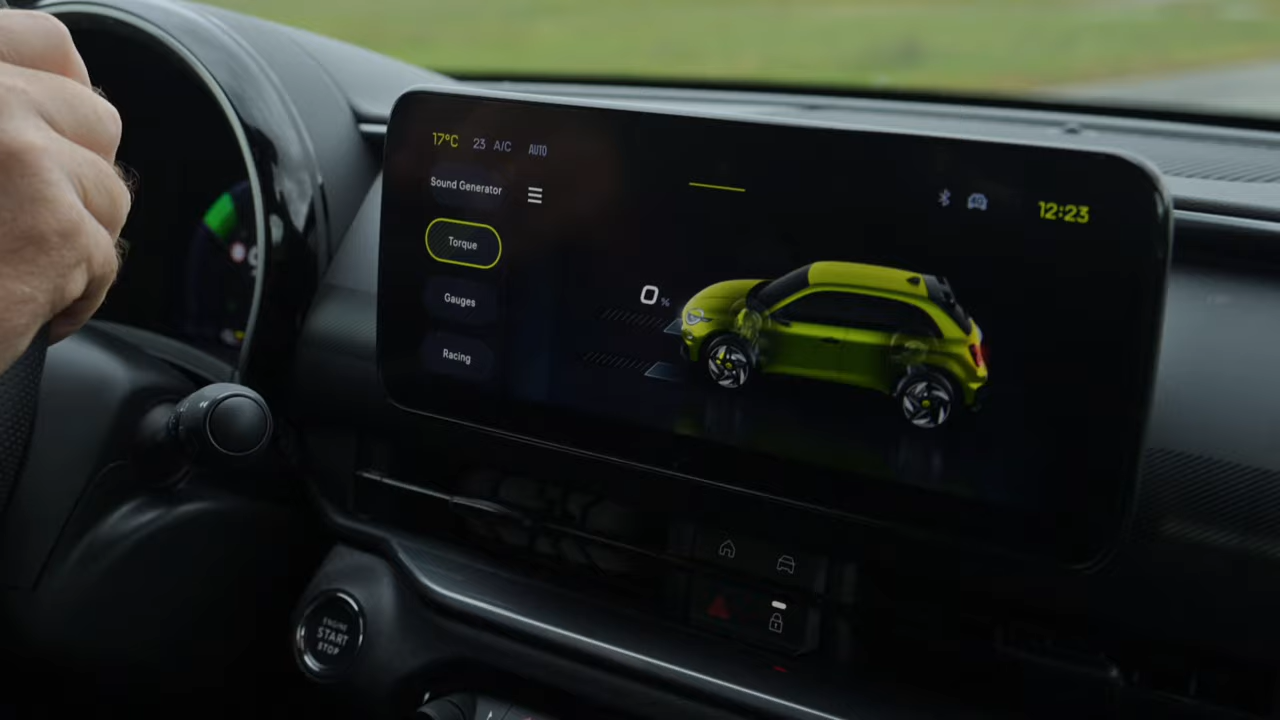 17°C 23 A/C AUTO
Sound Generator
12:23
Torque
0 %
Gauges
Racing
ENGINE
START
STOP